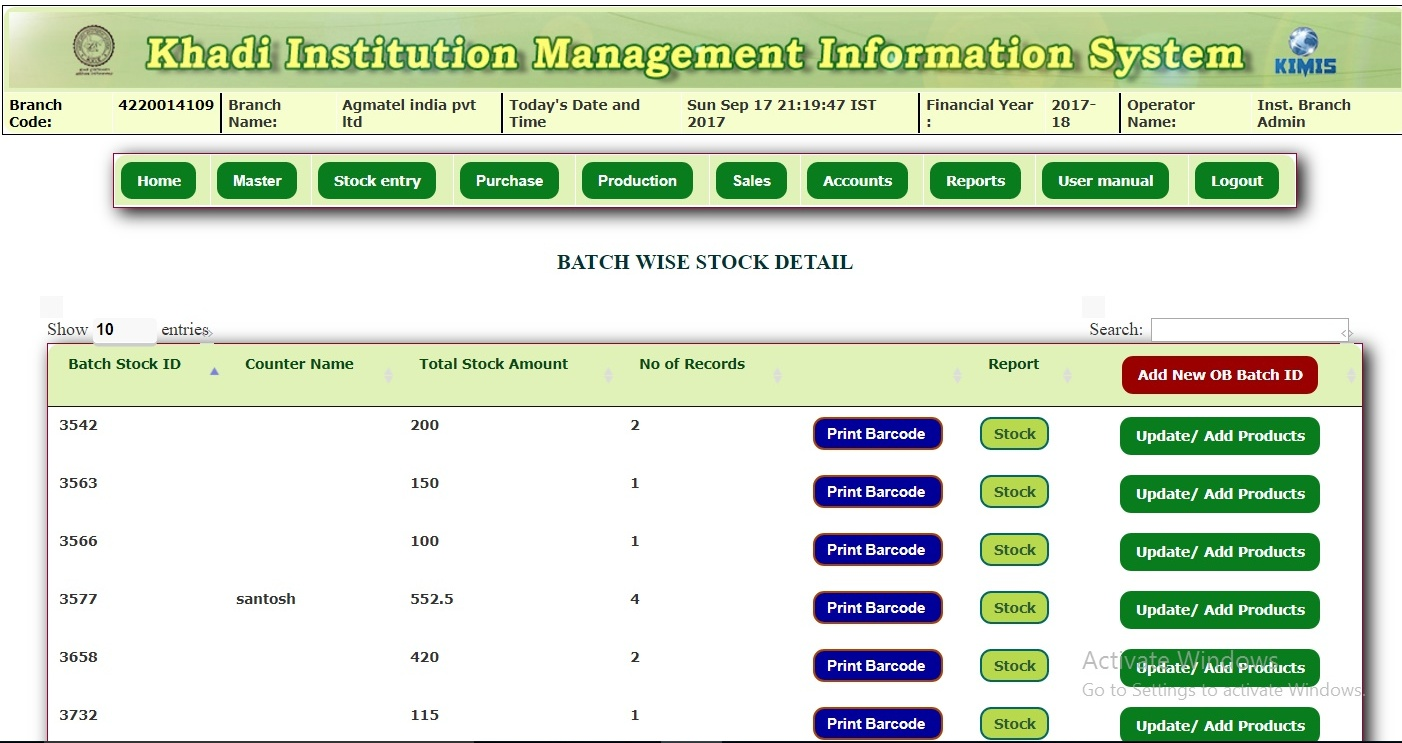 Khadi Institution Management Information System
KIMIS
Branch Code: 4220014109 Branch Name: Agmatel india pvt ltd Today's Date and Time Sun Sep 17 21:19:47 IST 2017 Financial Year : 2017-18 Operator Name: Inst. Branch Admin
Home Master Stock entry Purchase Production Sales Accounts Reports User manual Logout
BATCH WISE STOCK DETAIL
Show 10 entries Search:
Batch Stock ID Counter Name Total Stock Amount No of Records Report Add New OB Batch ID
3542 200 2 Print Barcode Stock Update/ Add Products
3563 150 1 Print Barcode Stock Update/ Add Products
3566 100 1 Print Barcode Stock Update/ Add Products
3577 santosh 552.5 4 Print Barcode Stock Update/ Add Products
3658 420 2 Print Barcode Stock Update/ Add Products
Activate Windows
Go to Settings to activate Windows.
3732 115 1 Print Barcode Stock Update/ Add Products